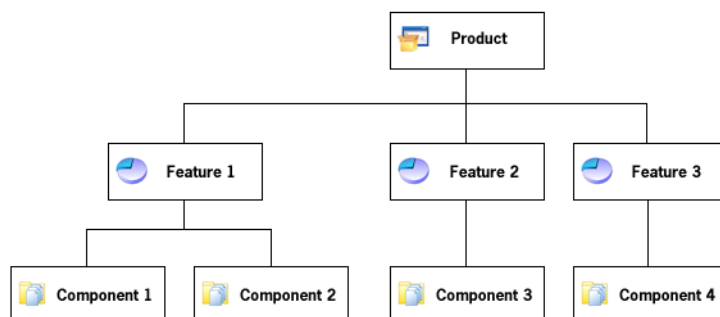 Product
Feature 1
Feature 2
Feature 3
Component 1
Component 2
Component 3
Component 4